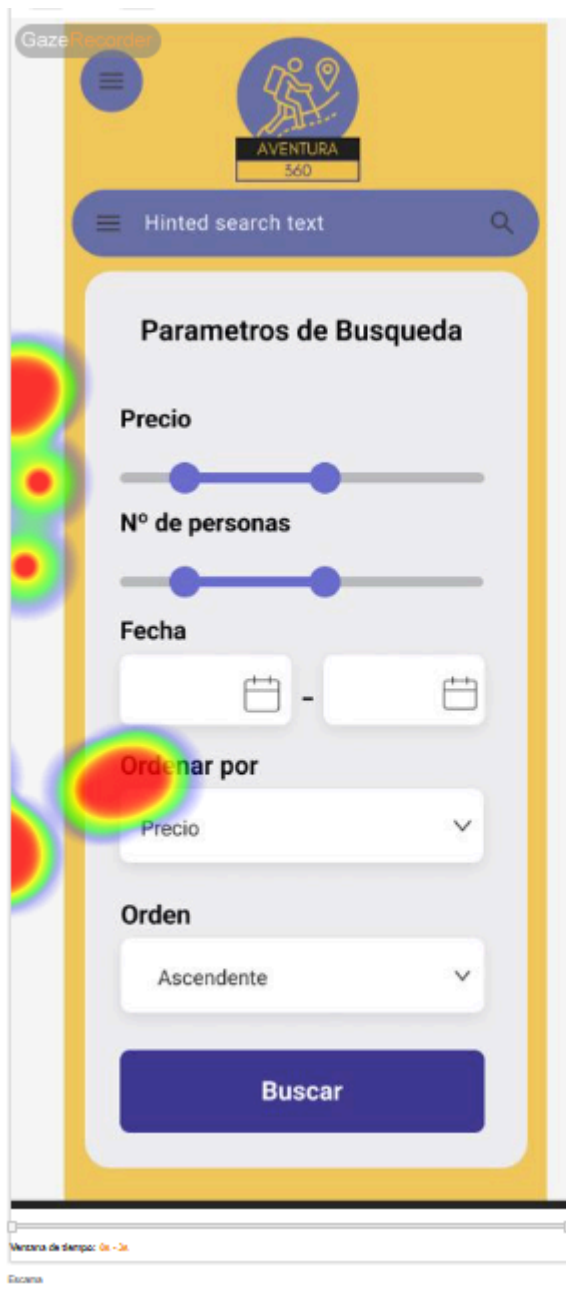 GazeRecorder
AVENTURA
360
Hinted search text
Parametros de Busqueda
Precio
Nº de personas
Fecha
-
Ordenar por
Precio
Orden
Ascendente
Buscar
Ventana de tiempo: 0s - 3s
Escama